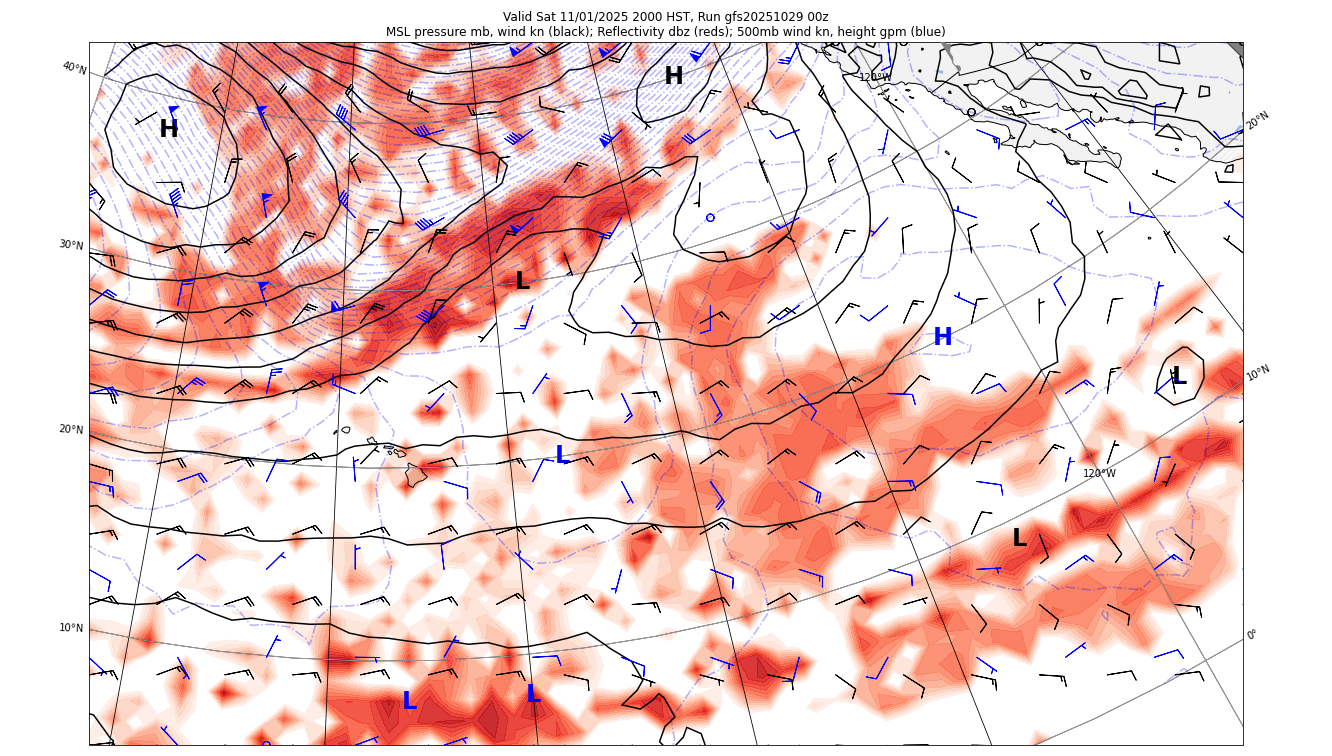 Valid Sat 11/01/2025 2000 HST, Run gfs20251029 00z
MSL pressure mb, wind kn (black); Reflectivity dbz (reds); 500mb wind kn, height gpm (blue)
40°N
H
120°W
H
20°N
30°N
L
H
10°N
L
20°N
L
120°W
L
10°N
0°
L
L